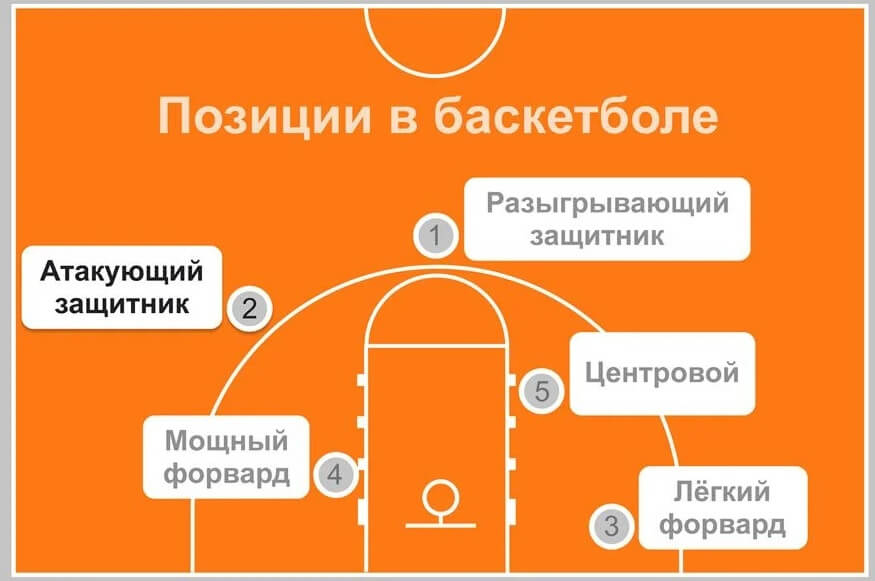 Позиции в баскетболе
Разыгрывающий
защитник
1
Атакующий
защитник
2
Центровой
5
Мощный
форвард
4
Лёгкий
форвард
3